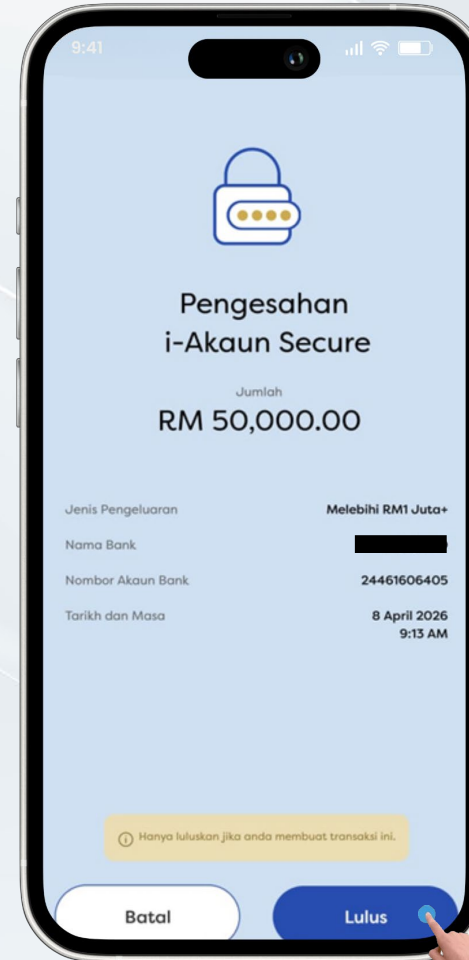 9:41
Pengesahan
i-Akaun Secure
Jumlah
RM 50,000.00
Jenis Pengeluaran Melebihi RM1 Juta+
Nama Bank
Nombor Akaun Bank 24461606405
Tarikh dan Masa 8 April 2026
9:13 AM
Hanya luluskan jika anda membuat transaksi ini.
Batal Lulus